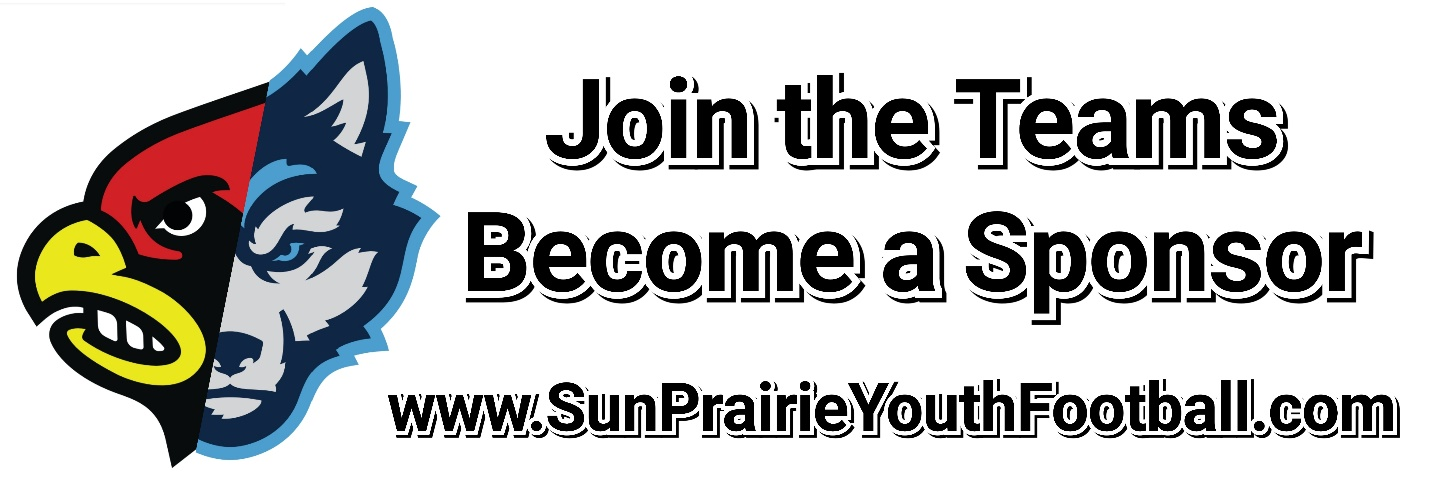 Join the Teams
Become a Sponsor
www.SunPrairieYouthFootball.com